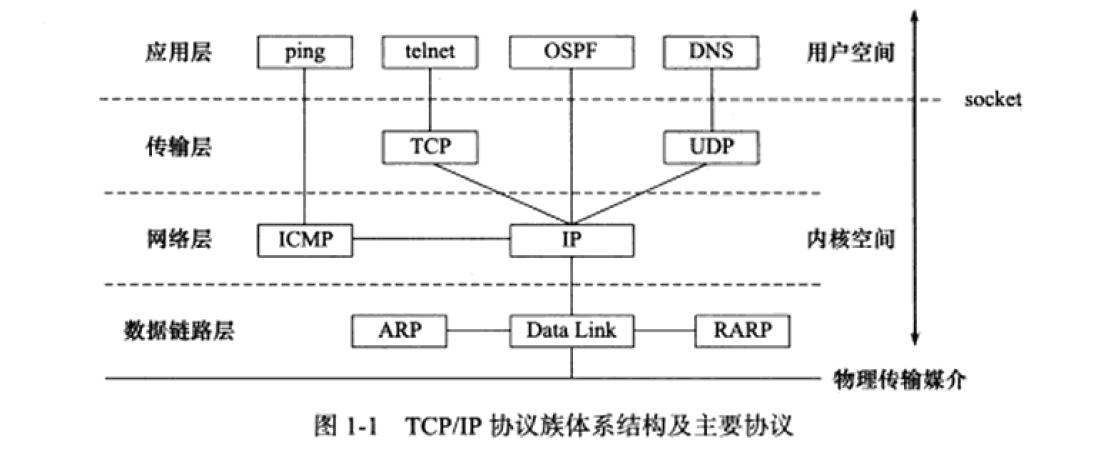 应用层 ping telnet OSPF DNS 用户空间
socket
传输层 TCP UDP
网络层 ICMP IP 内核空间
数据链路层 ARP Data Link RARP
物理传输媒介
图 1-1 TCP/IP 协议族体系结构及主要协议